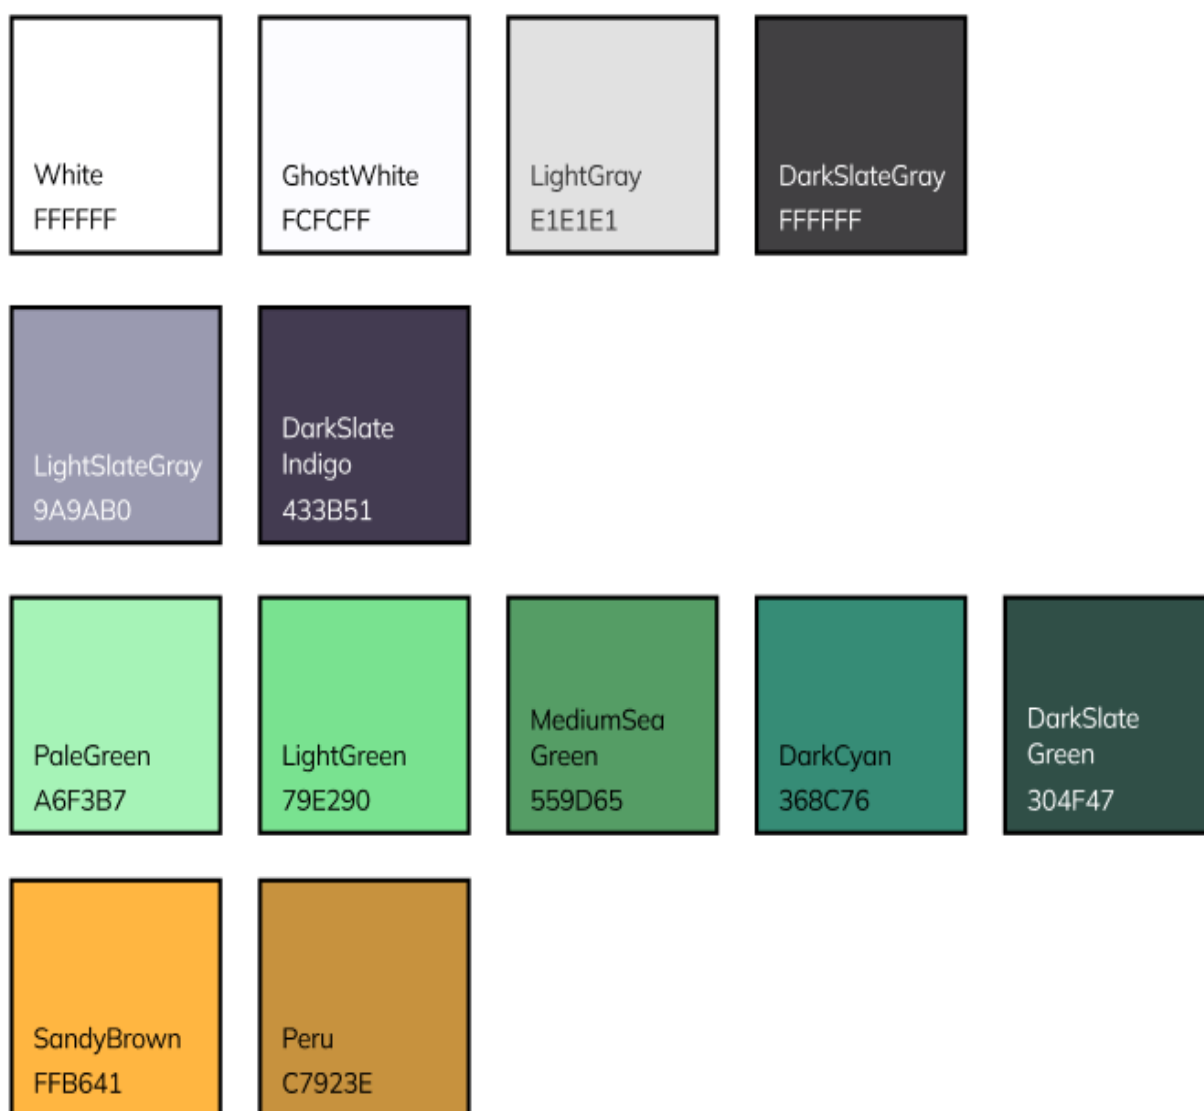 White
FFFFFF
GhostWhite
FCFCFF
LightGray
E1E1E1
DarkSlateGray
FFFFFF
LightSlateGray
9A9AB0
DarkSlate
Indigo
433B51
PaleGreen
A6F3B7
LightGreen
79E290
MediumSea
Green
559D65
DarkCyan
368C76
DarkSlate
Green
304F47
SandyBrown
FFB641
Peru
C7923E